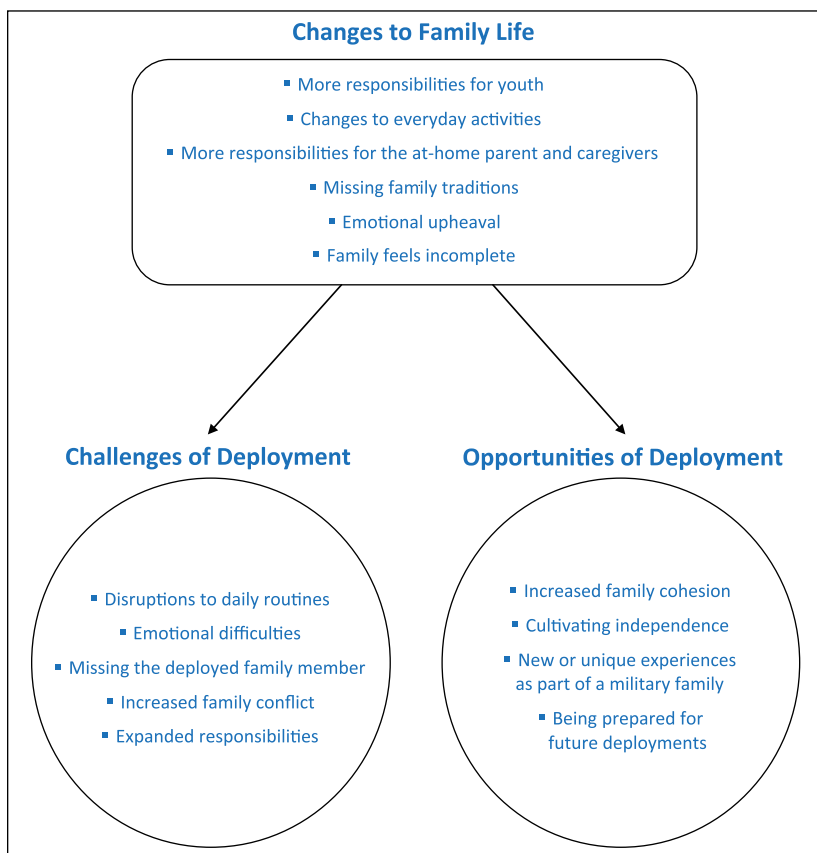 Changes to Family Life
▪ More responsibilities for youth
▪ Changes to everyday activities
▪ More responsibilities for the at-home parent and caregivers
▪ Missing family traditions
▪ Emotional upheaval
▪ Family feels incomplete
Challenges of Deployment
▪ Disruptions to daily routines
▪ Emotional difficulties
▪ Missing the deployed family member
▪ Increased family conflict
▪ Expanded responsibilities
Opportunities of Deployment
▪ Increased family cohesion
▪ Cultivating independence
▪ New or unique experiences
as part of a military family
▪ Being prepared for
future deployments